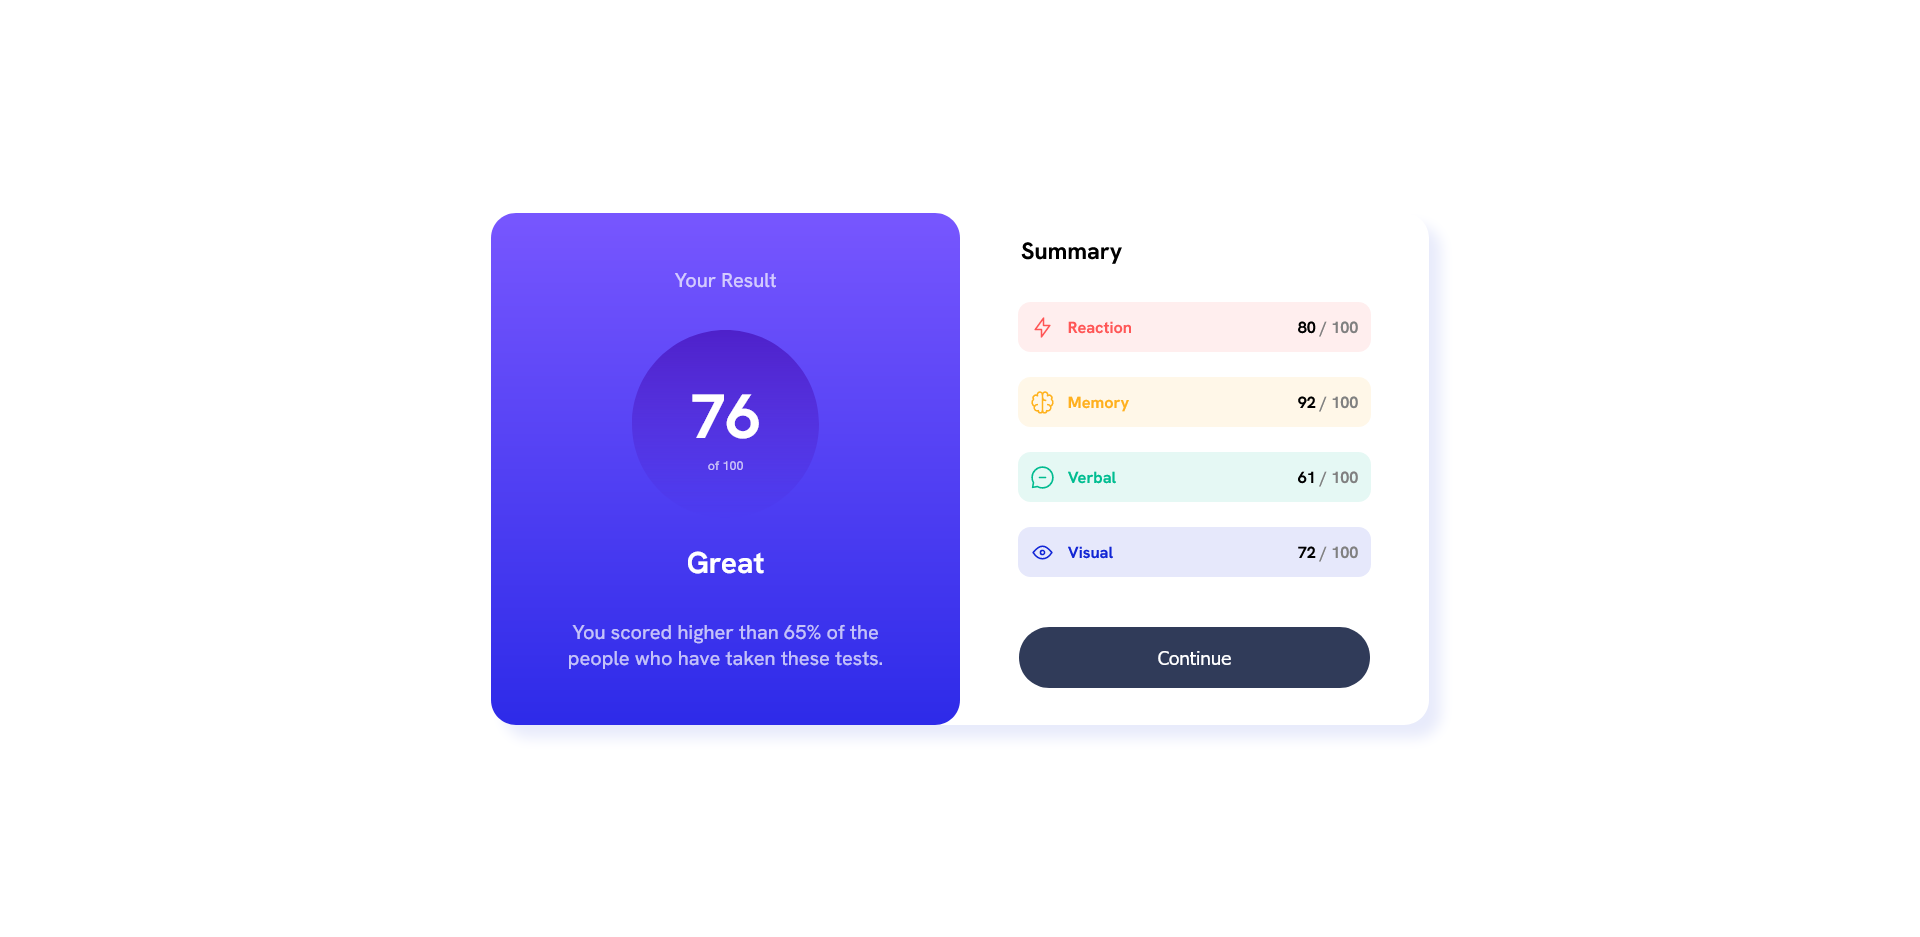 Your Result
76
of 100
Great
You scored higher than 65% of the
people who have taken these tests.
Summary
Reaction 80 / 100
Memory 92 / 100
Verbal 61 / 100
Visual 72 / 100
Continue